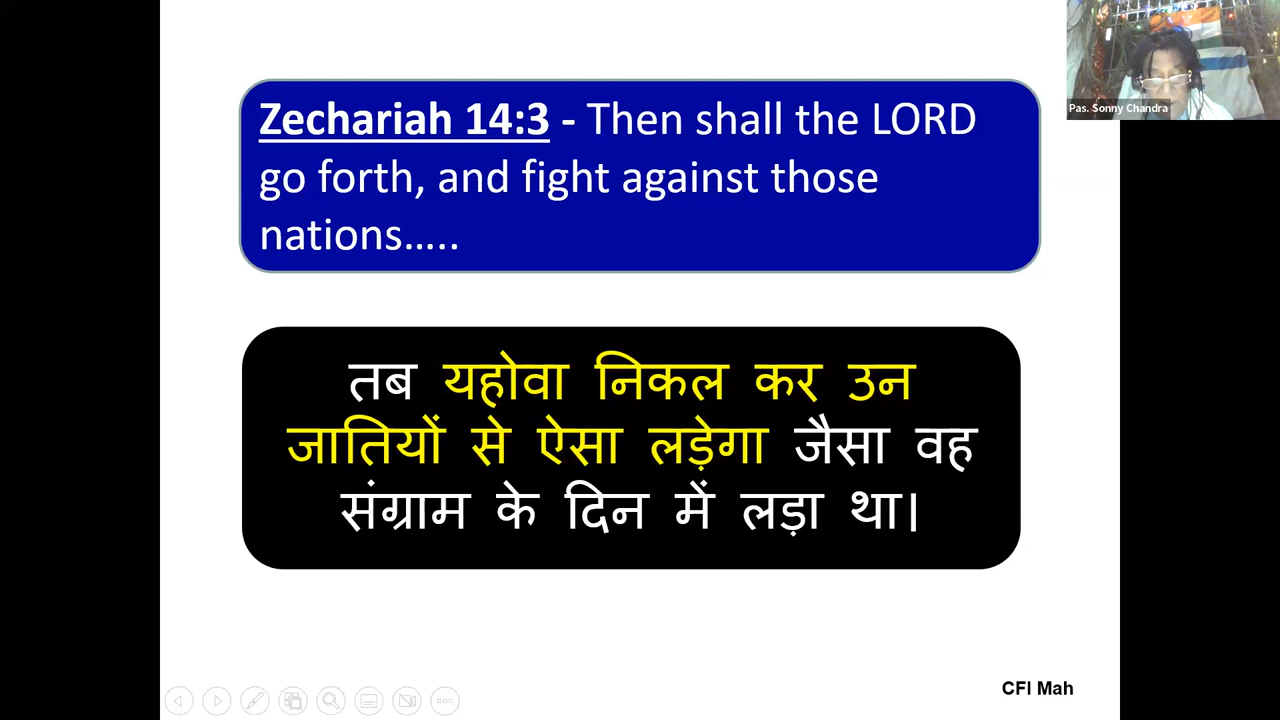 Pas. Sonny Chandra
Zechariah 14:3 - Then shall the LORD
go forth, and fight against those
nations…..
तब यहोवा निकल कर उन
जातियों से ऐसा लड़ेगा जैसा वह
संग्राम के दिन में लड़ा था।
CFI Mah